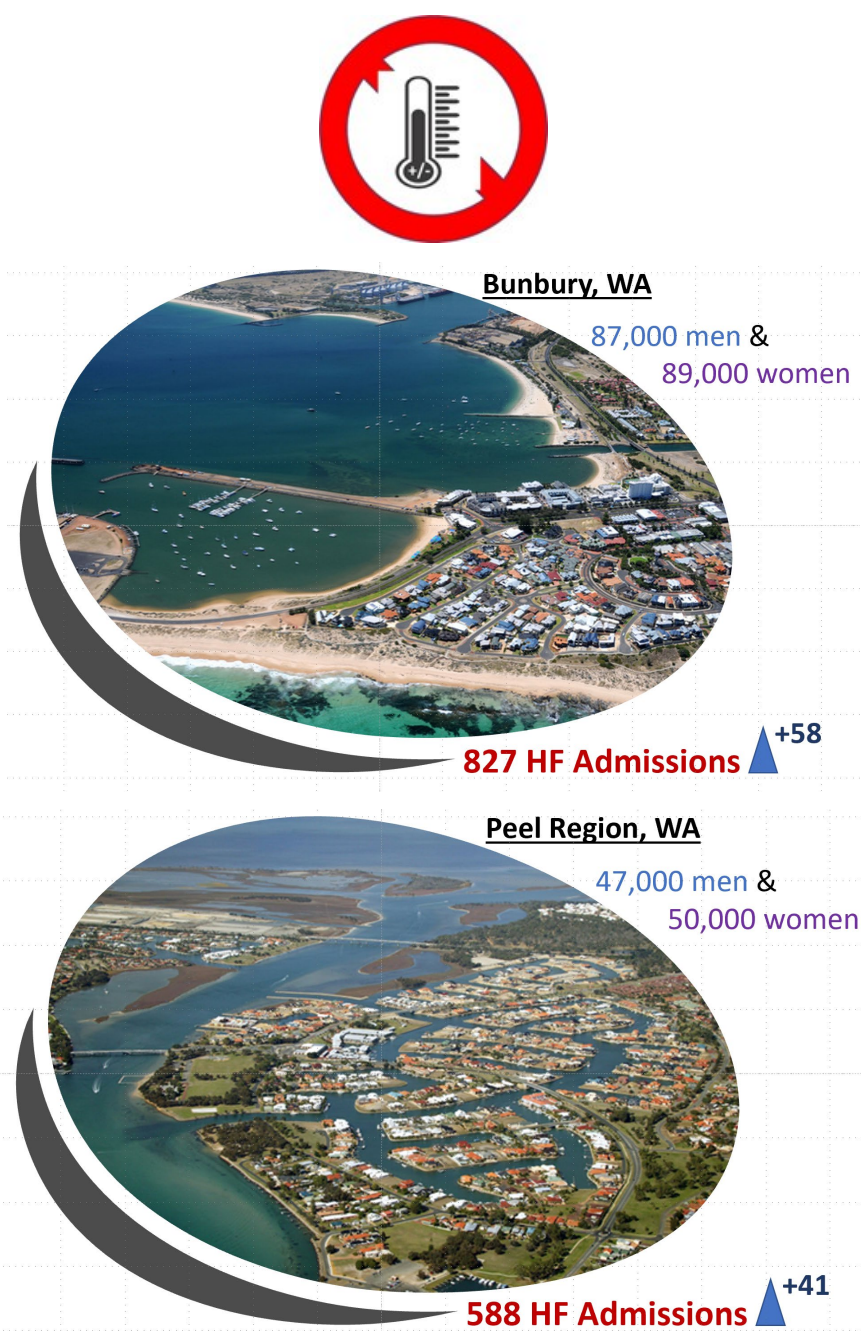 +/-
Bunbury, WA
87,000 men &
89,000 women
+58
827 HF Admissions
Peel Region, WA
47,000 men &
50,000 women
+41
588 HF Admissions